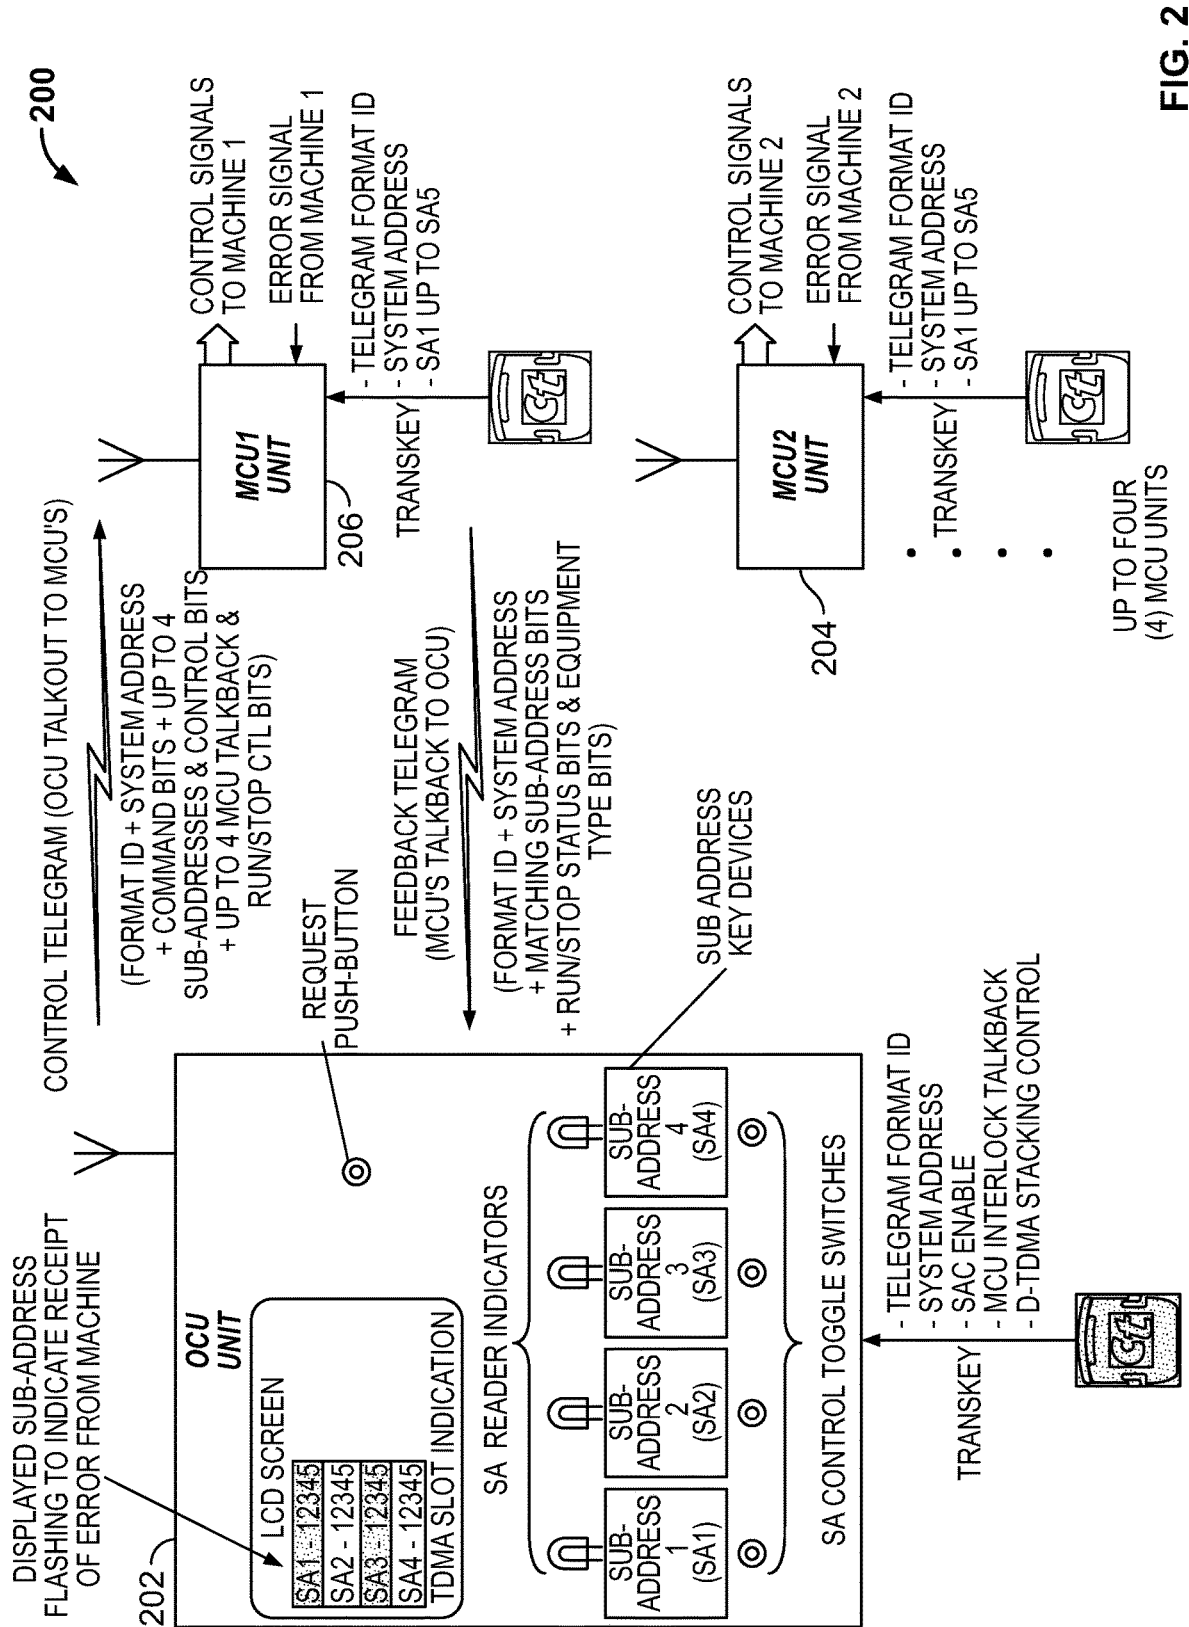 200
DISPLAYED SUB-ADDRESS
FLASHING TO INDICATE RECEIPT
OF ERROR FROM MACHINE
202
OCU
UNIT
LCD SCREEN
SA1 - 12345
SA2 - 12345
SA3 - 12345
SA4 - 12345
TDMA SLOT INDICATION
REQUEST
PUSH-BUTTON
SA READER INDICATORS
SUB-
ADDRESS
1
(SA1)
SUB-
ADDRESS
2
(SA2)
SUB-
ADDRESS
3
(SA3)
SUB-
ADDRESS
4
(SA4)
SUB ADDRESS
KEY DEVICES
SA CONTROL TOGGLE SWITCHES
TRANSKEY
- TELEGRAM FORMAT ID
- SYSTEM ADDRESS
- SAC ENABLE
- MCU INTERLOCK TALKBACK
- D-TDMA STACKING CONTROL
Ct
CONTROL TELEGRAM (OCU TALKOUT TO MCU'S)
(FORMAT ID + SYSTEM ADDRESS
+ COMMAND BITS + UP TO 4
SUB-ADDRESSES & CONTROL BITS
+ UP TO 4 MCU TALKBACK &
RUN/STOP CTL BITS)
FEEDBACK TELEGRAM
(MCU'S TALKBACK TO OCU)
(FORMAT ID + SYSTEM ADDRESS
+ MATCHING SUB-ADDRESS BITS
+ RUN/STOP STATUS BITS & EQUIPMENT
TYPE BITS)
MCU1
UNIT
206
CONTROL SIGNALS
TO MACHINE 1
ERROR SIGNAL
FROM MACHINE 1
TRANSKEY
- TELEGRAM FORMAT ID
- SYSTEM ADDRESS
- SA1 UP TO SA5
Ct
MCU2
UNIT
204
CONTROL SIGNALS
TO MACHINE 2
ERROR SIGNAL
FROM MACHINE 2
TRANSKEY
- TELEGRAM FORMAT ID
- SYSTEM ADDRESS
- SA1 UP TO SA5
Ct
UP TO FOUR
(4) MCU UNITS
FIG. 2